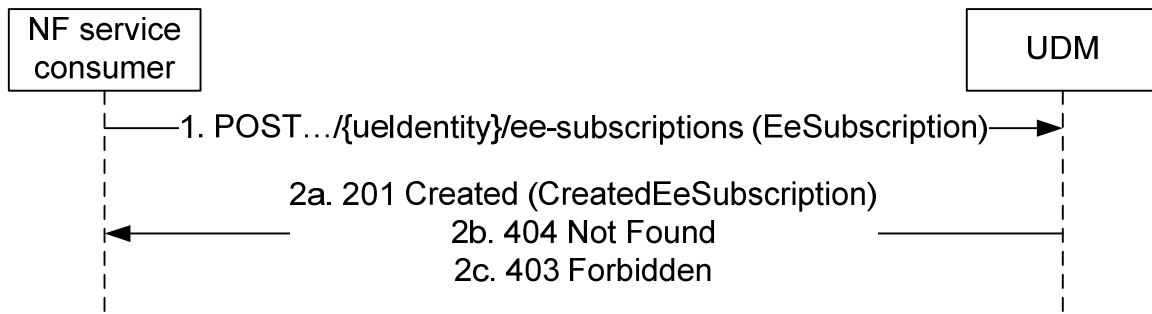 NF service
consumer
UDM
1. POST…/{ueIdentity}/ee-subscriptions (EeSubscription)
2a. 201 Created (CreatedEeSubscription)
2b. 404 Not Found
2c. 403 Forbidden